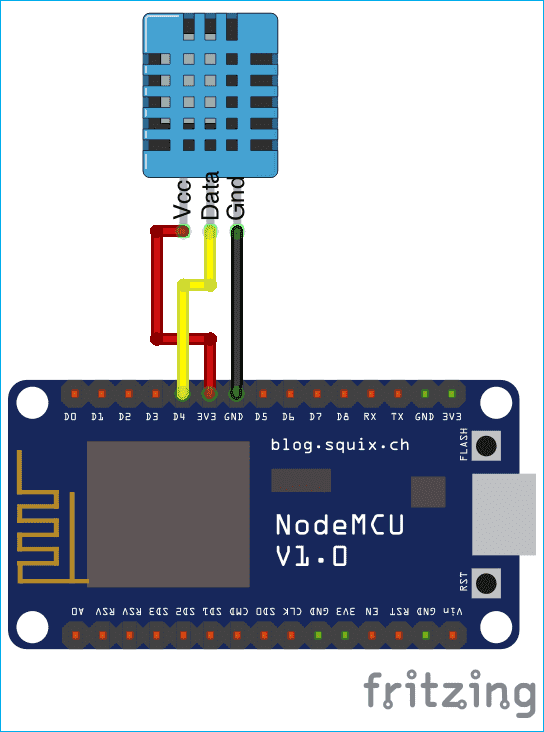 Vcc Data Gnd
D0 D1 D2 D3 D4 3V3 GND D5 D6 D7 D8 RX TX GND 3V3
blog.squix.ch
FLASH
NodeMCU
V1.0
RST
A0 RSV RSV SD3 SD2 SD1 CMD SD0 CLK GND 3V3 EN RST GND Vin
fritzing